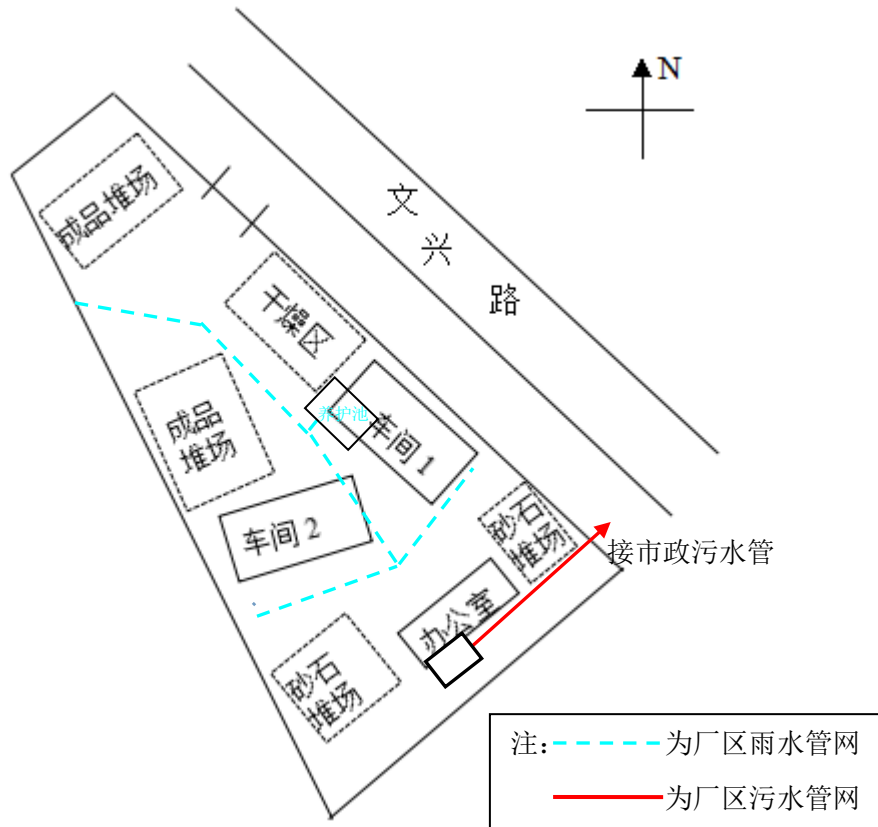 N
文
兴
路
成品堆场
干燥区
养护池
车间 1
成品
堆场
车间 2
砂石
堆场
接市政污水管
办公室
砂石
堆场
注:
为厂区雨水管网
为厂区污水管网